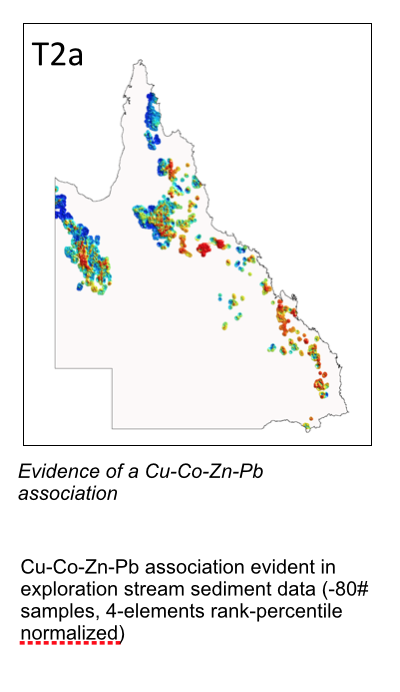 T2a
Evidence of a Cu-Co-Zn-Pb
association
Cu-Co-Zn-Pb association evident in
exploration stream sediment data (-80#
samples, 4-elements rank-percentile
normalized)